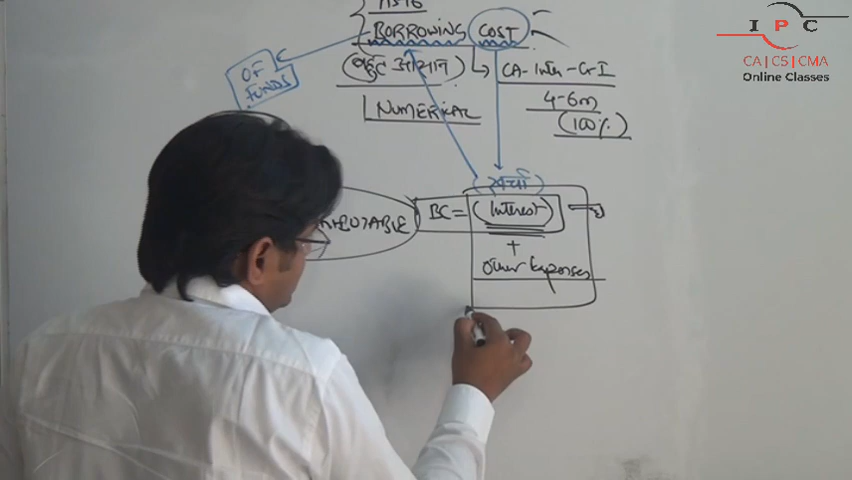 BORROWING COST
(बहुत आसान)
CA-Inter-Gr I
OF
FUNDS
NUMERICAL
4-6m
(100%)
(खर्चा)
BC = (Interest)
+
Other Expenses
I P C
CA | CS | CMA
Online Classes